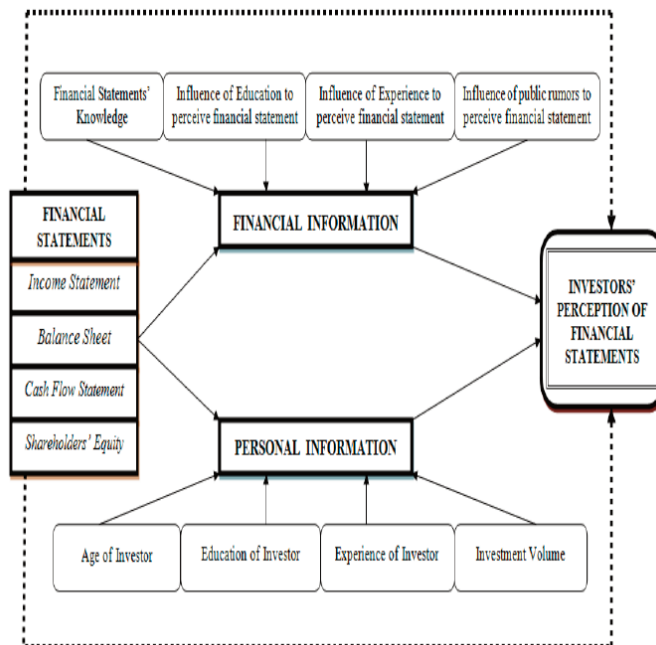 Financial Statements'
Knowledge
Influence of Education to
perceive financial statement
Influence of Experience to
perceive financial statement
Influence of public rumors to
perceive financial statement
FINANCIAL
STATEMENTS
Income Statement
Balance Sheet
Cash Flow Statement
Shareholders' Equity
FINANCIAL INFORMATION
INVESTORS'
PERCEPTION OF
FINANCIAL
STATEMENTS
PERSONAL INFORMATION
Age of Investor
Education of Investor
Experience of Investor
Investment Volume